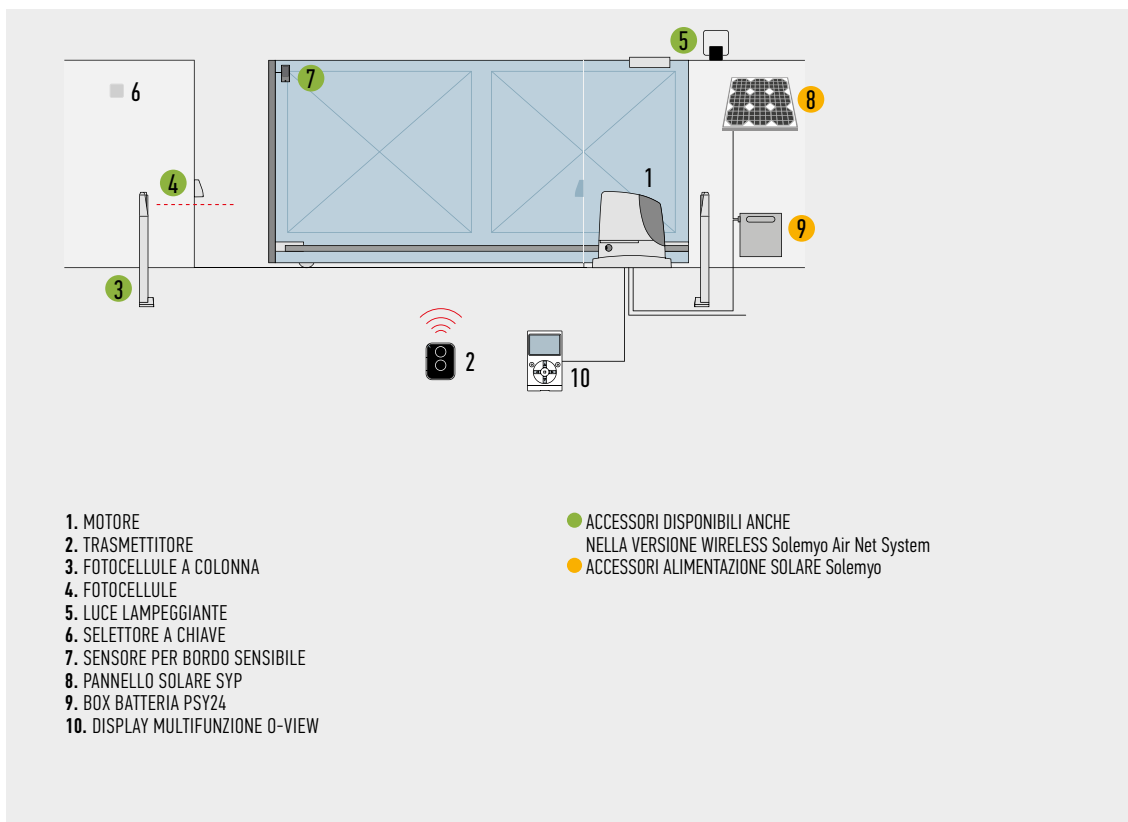 5
7
6
8
4
1
9
3
2
10
1. MOTORE
2. TRASMETTITORE
3. FOTOCELLULE A COLONNA
4. FOTOCELLULE
5. LUCE LAMPEGGIANTE
6. SELETTORE A CHIAVE
7. SENSORE PER BORDO SENSIBILE
8. PANNELLO SOLARE SYP
9. BOX BATTERIA PSY24
10. DISPLAY MULTIFUNZIONE O-VIEW
ACCESSORI DISPONIBILI ANCHE
NELLA VERSIONE WIRELESS Solemyo Air Net System
ACCESSORI ALIMENTAZIONE SOLARE Solemyo